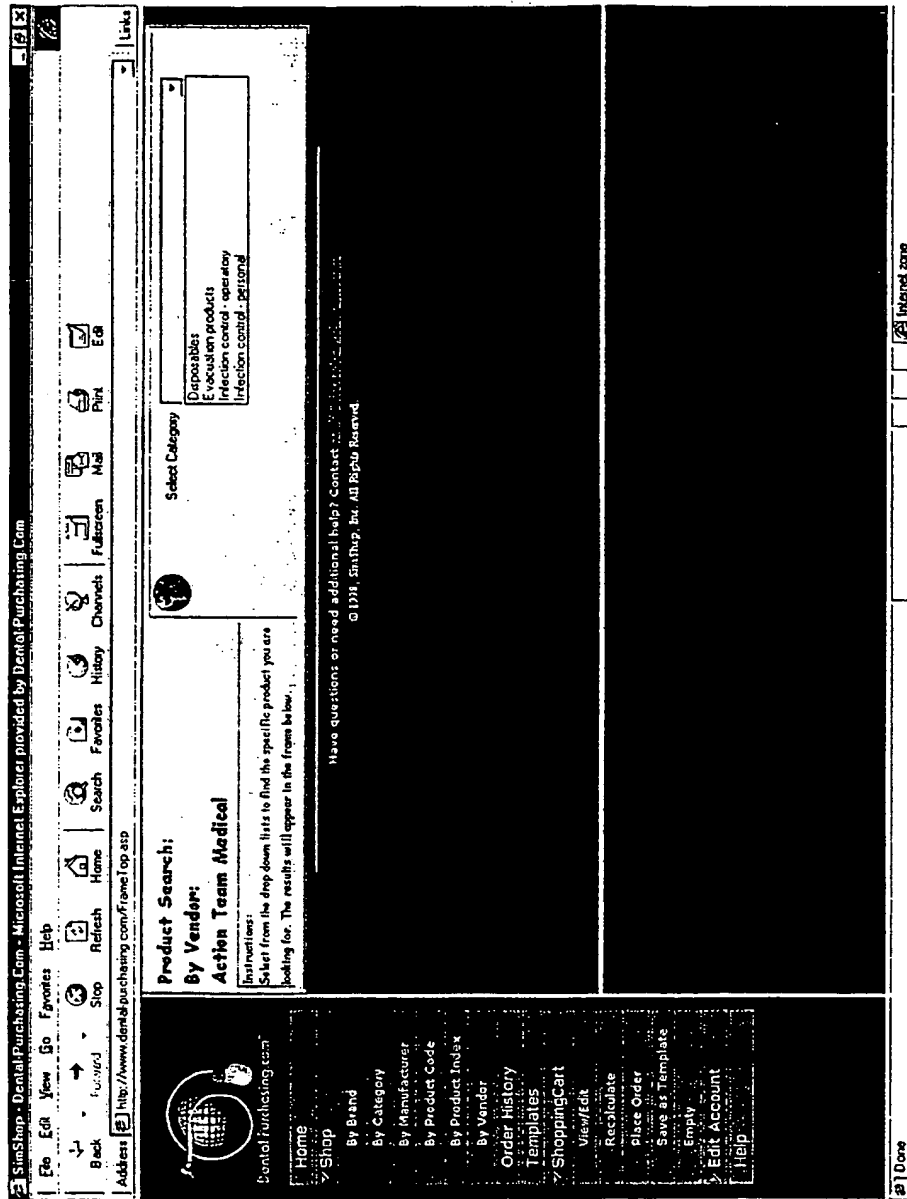 SimShop - Dental-Purchasing.Com - Microsoft Internet Explorer provided by Dental-Purchasing.Com
File Edit View Go Favorites Help
Back Forward Stop Refresh Home Search Favorites History Channels Fullscreen Mail Print Edit
Address http://www.dental-purchasing.com/FrameTop.asp Links
DentalPurchasing.com
Home
Shop
By Brand
By Category
By Manufacturer
By Product Code
By Product Index
By Vendor
Order History
Templates
ShoppingCart
View/Edit
Recalculate
Place Order
Save as Template
Empty
Edit Account
Help
Product Search:
By Vendor:
Action Team Medical
Instructions:
Select from the drop down lists to find the specific product you are
looking for. The results will appear in the frame below.
Select Category
Disposables
Evacuation products
Infection control - operatory
Infection control - personal
Have questions or need additional help? Contact
© 1998, SimShop, Inc. All Rights Reserved.
Done Internet zone